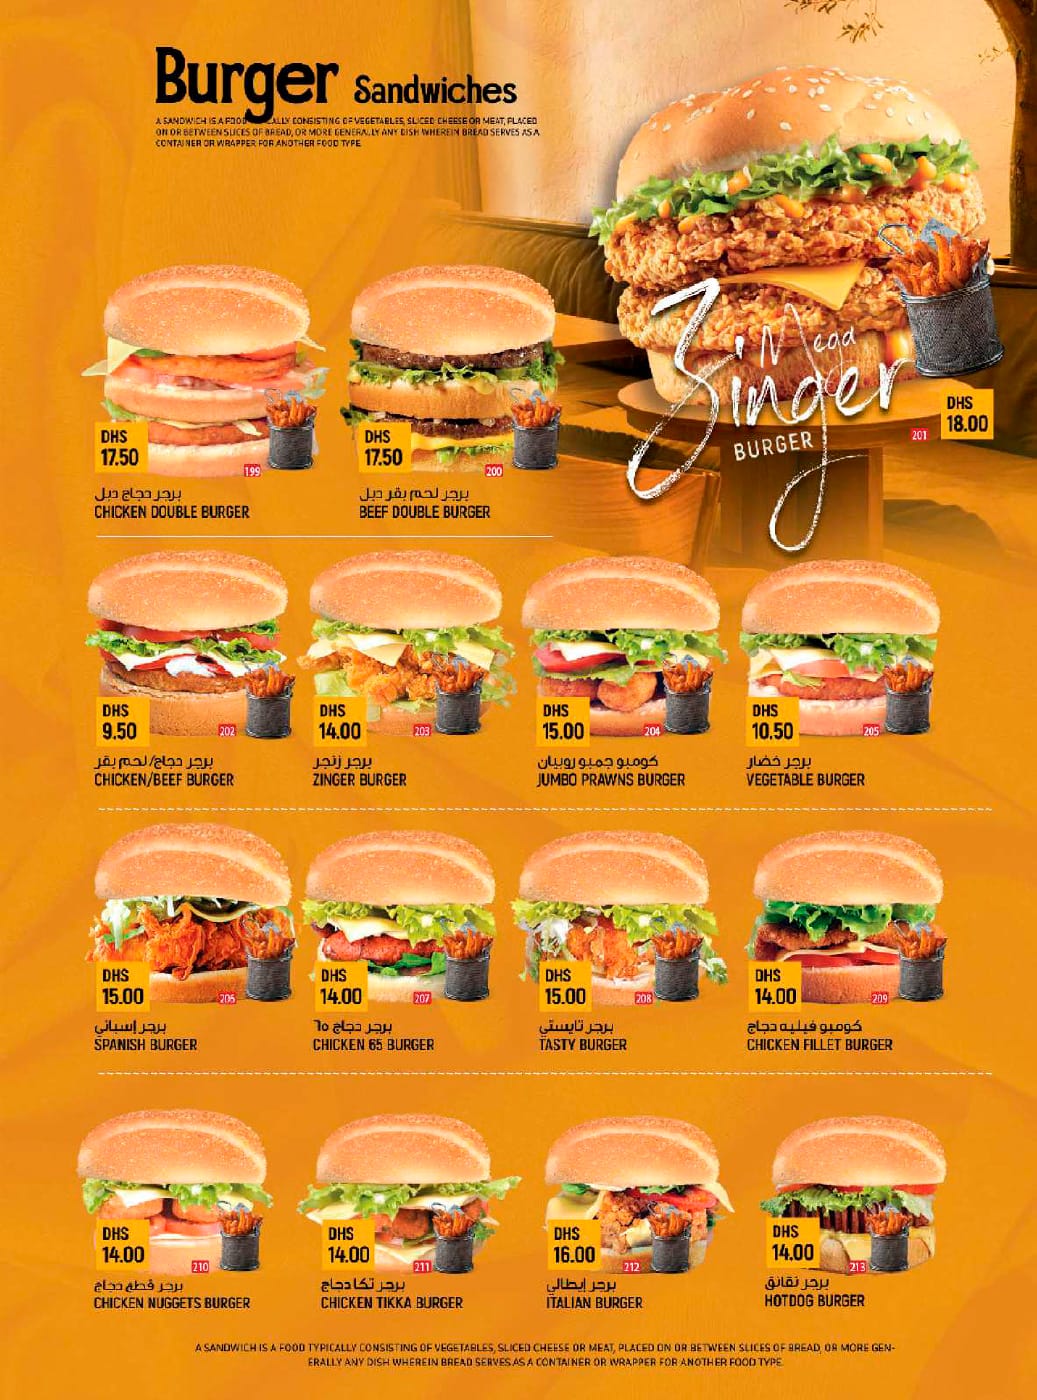 Burger Sandwiches
A SANDWICH IS A FOOD ALLY CONSISTING OF VEGETABLES, SLICED CHEESE OR MEAT, PLACED
ON OR BETWEEN SLICES OF BREAD, OR MORE GENERALLY ANY DISH WHEREIN BREAD SERVES AS A
CONTAINER OR WRAPPER FOR ANOTHER FOOD TYPE.
Mega
Zinger
BURGER
201
DHS
18.00
DHS
17.50
199
برجر دجاج دبل
CHICKEN DOUBLE BURGER
DHS
17.50
200
برجر لحم بقر دبل
BEEF DOUBLE BURGER
DHS
9.50
202
برجر دجاج/لحم بقر
CHICKEN/BEEF BURGER
DHS
14.00
203
برجر زنجر
ZINGER BURGER
DHS
15.00
204
كومبو جمبو روبيان
JUMBO PRAWNS BURGER
DHS
10.50
205
برجر خضار
VEGETABLE BURGER
DHS
15.00
206
برجر إسباني
SPANISH BURGER
DHS
14.00
207
برجر دجاج ٦٥
CHICKEN 65 BURGER
DHS
15.00
208
برجر تايستي
TASTY BURGER
DHS
14.00
209
كومبو فيليه دجاج
CHICKEN FILLET BURGER
DHS
14.00
210
برجر قطع دجاج
CHICKEN NUGGETS BURGER
DHS
14.00
211
برجر تكا دجاج
CHICKEN TIKKA BURGER
DHS
16.00
212
برجر إيطالي
ITALIAN BURGER
DHS
14.00
213
برجر نقانق
HOTDOG BURGER
A SANDWICH IS A FOOD TYPICALLY CONSISTING OF VEGETABLES, SLICED CHEESE OR MEAT, PLACED ON OR BETWEEN SLICES OF BREAD, OR MORE GEN-
ERALLY ANY DISH WHEREIN BREAD SERVES AS A CONTAINER OR WRAPPER FOR ANOTHER FOOD TYPE.